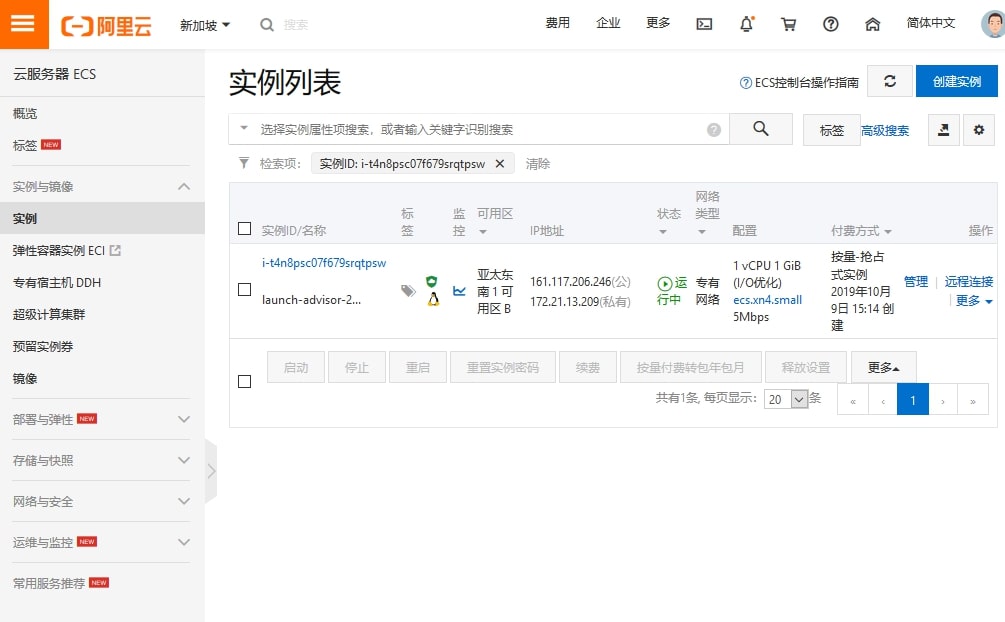 阿里云
新加坡
搜索
费用
企业
更多
简体中文
云服务器 ECS
概览
标签 NEW
实例与镜像
实例
弹性容器实例 ECI
专有宿主机 DDH
超级计算集群
预留实例券
镜像
部署与弹性 NEW
存储与快照
网络与安全
运维与监控 NEW
常用服务推荐 NEW
实例列表
ECS控制台操作指南
创建实例
选择实例属性项搜索，或者输入关键字识别搜索
标签
高级搜索
检索项:
实例ID: i-t4n8psc07f679srqtpsw
清除
实例ID/名称
标
签
监
控
可用区
IP地址
状态
网络
类型
配置
付费方式
操作
i-t4n8psc07f679srqtpsw
launch-advisor-2...
亚太东
南 1 可
用区 B
161.117.206.246(公)
172.21.13.209(私有)
运
行中
专有
网络
1 vCPU 1 GiB
(I/O优化)
ecs.xn4.small
5Mbps
按量-抢占
式实例
2019年10月
9日 15:14 创
建
管理
远程连接
更多
启动
停止
重启
重置实例密码
续费
按量付费转包年包月
释放设置
更多
共有1条, 每页显示:
20
条
«
‹
1
›
»